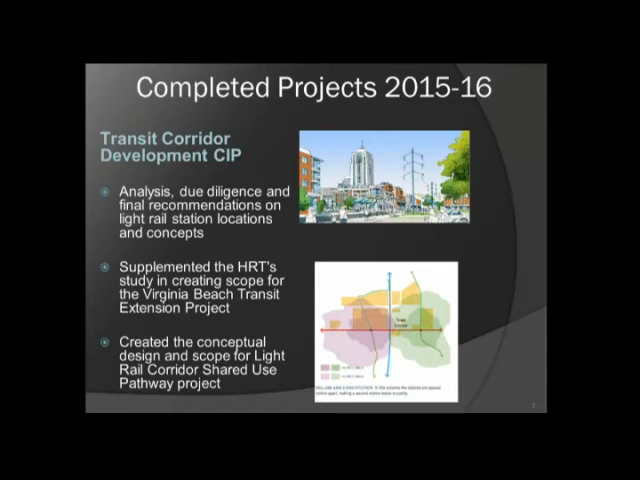 Completed Projects 2015-16
Transit Corridor
Development CIP
Analysis, due diligence and
final recommendations on
light rail station locations
and concepts
Supplemented the HRT's
study in creating scope for
the Virginia Beach Transit
Extension Project
Created the conceptual
design and scope for Light
Rail Corridor Shared Use
Pathway project
Town
Center